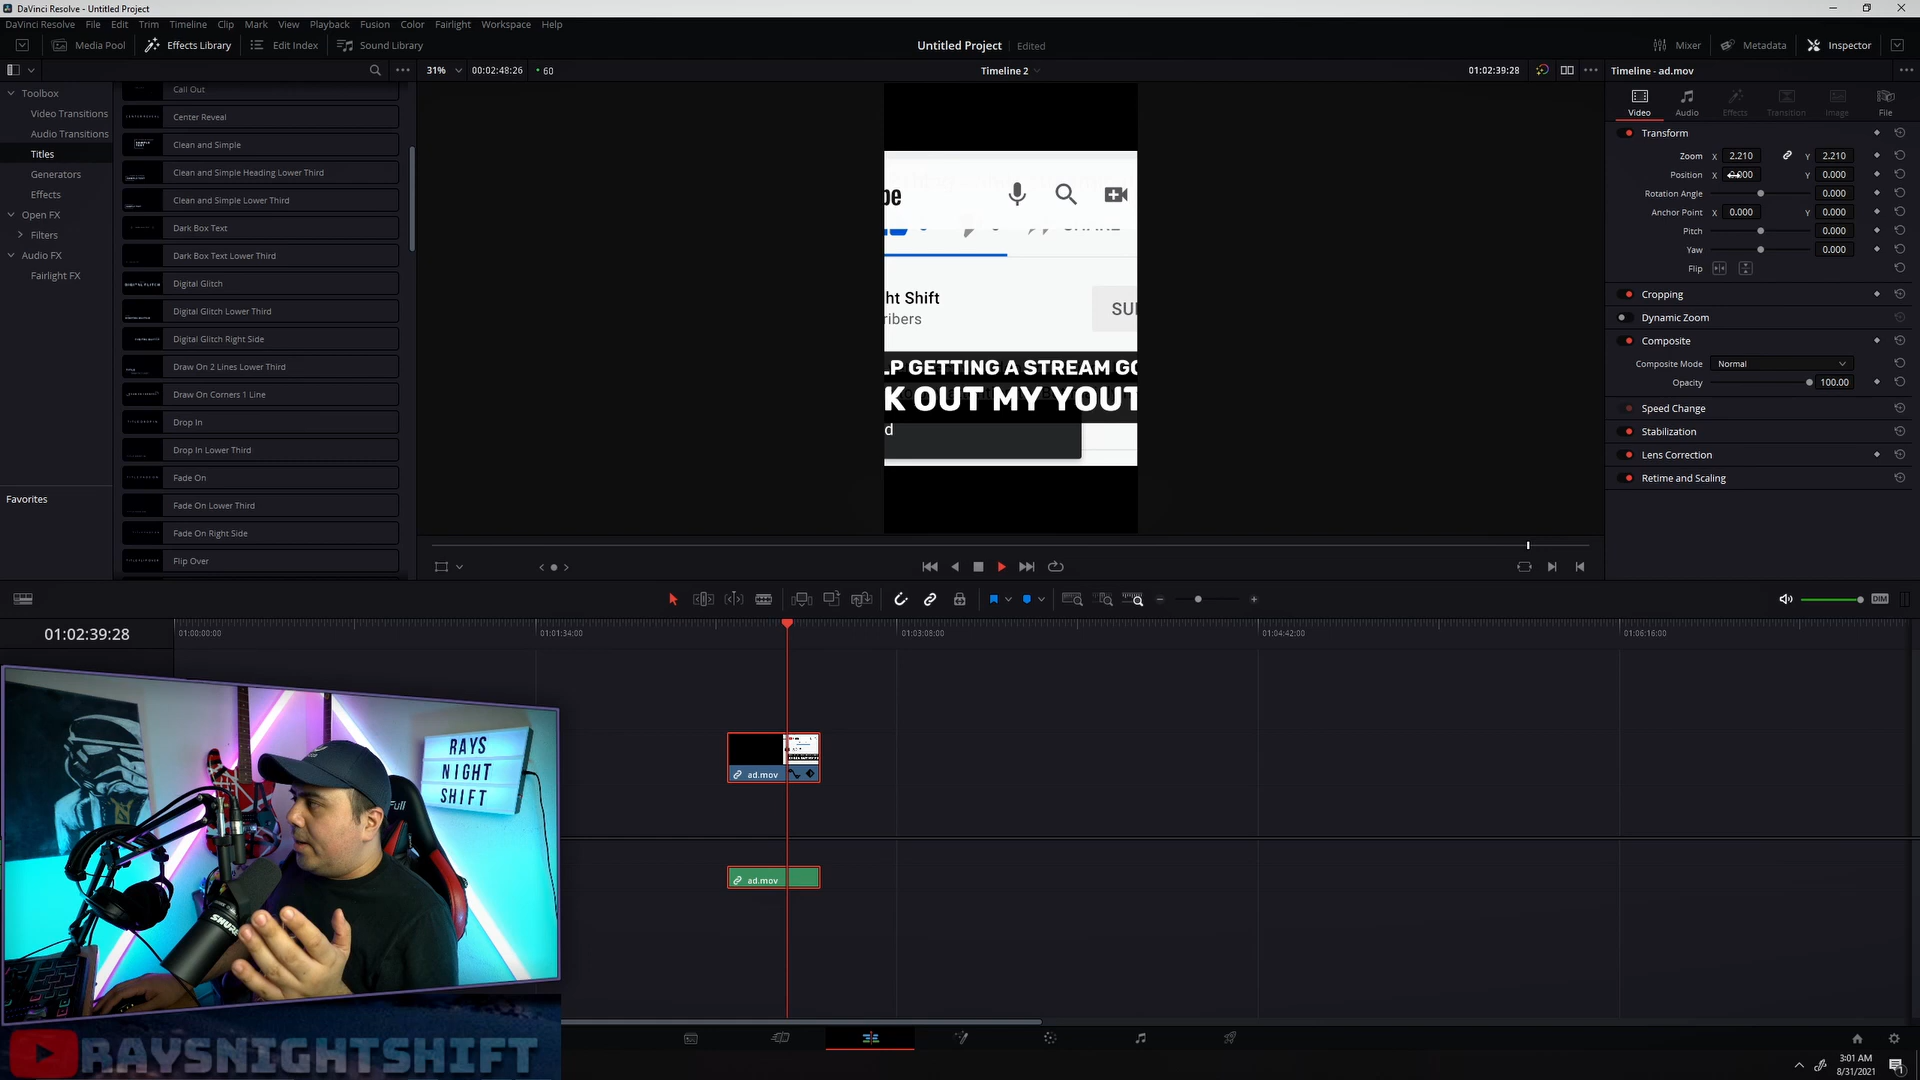 DaVinci Resolve - Untitled Project
DaVinci Resolve File Edit Trim Timeline Clip Mark View Playback Fusion Color Fairlight Workspace Help
Media Pool Effects Library Edit Index Sound Library
Untitled Project Edited
Mixer Metadata Inspector
31% 00:02:48:26 60
Timeline 2
01:02:39:28
Timeline - ad.mov
Toolbox
Video Transitions
Audio Transitions
Titles
Generators
Effects
Open FX
Filters
Audio FX
Fairlight FX
Favorites
Call Out
Center Reveal
Clean and Simple
Clean and Simple Heading Lower Third
Clean and Simple Lower Third
Dark Box Text
Dark Box Text Lower Third
Digital Glitch
Digital Glitch Lower Third
Digital Glitch Right Side
Draw On 2 Lines Lower Third
Draw On Corners 1 Line
Drop In
Drop In Lower Third
Fade On
Fade On Lower Third
Fade On Right Side
Flip Over
be
SHARE
ht Shift
ribers
SU
LP GETTING A STREAM GO
K OUT MY YOUT
d
Video Audio Effects Transition Image File
Transform
Zoom X 2.210 Y 2.210
Position X 0.000 Y 0.000
Rotation Angle 0.000
Anchor Point X 0.000 Y 0.000
Pitch 0.000
Yaw 0.000
Flip
Cropping
Dynamic Zoom
Composite
Composite Mode Normal
Opacity 100.00
Speed Change
Stabilization
Lens Correction
Retime and Scaling
DIM
01:02:39:28
01:00:00:00 01:01:34:00 01:03:08:00 01:04:42:00 01:06:16:00
ad.mov
ad.mov
RAYS
NIGHT
SHIFT
Full
SHURE
RAYSNIGHTSHIFT
3:01 AM
8/31/2021